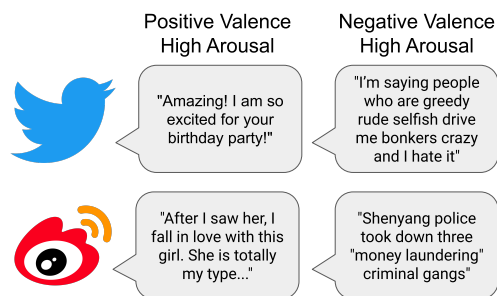 Positive Valence
High Arousal
Negative Valence
High Arousal
"Amazing! I am so
excited for your
birthday party!"
"I’m saying people
who are greedy
rude selfish drive
me bonkers crazy
and I hate it"
"After I saw her, I
fall in love with this
girl. She is totally
my type..."
"Shenyang police
took down three
"money laundering"
criminal gangs"